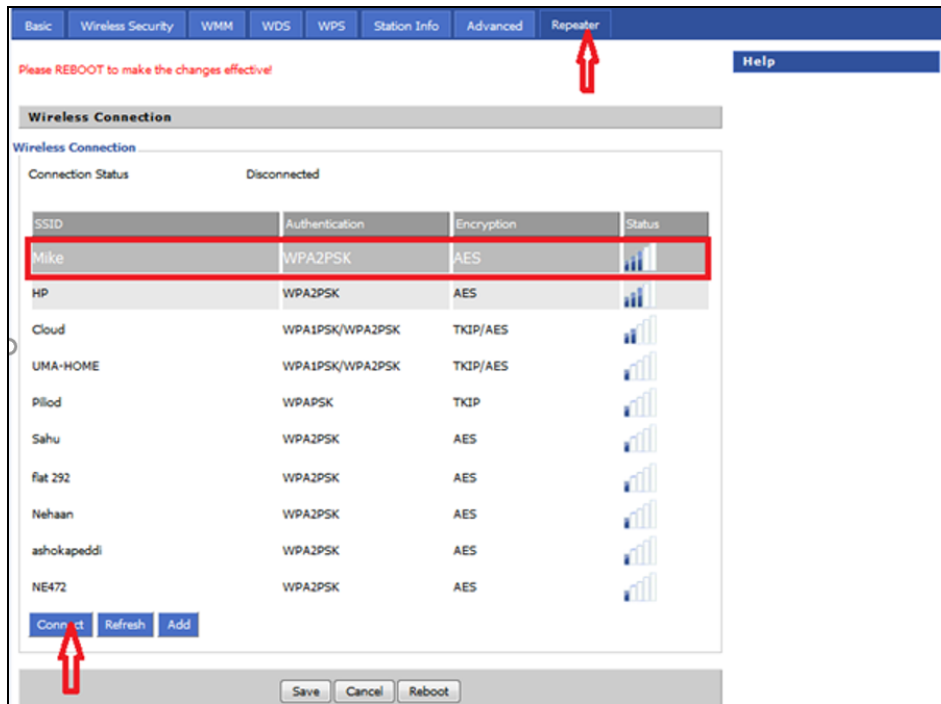 Basic Wireless Security WMM WDS WPS Station Info Advanced Repeater
Please REBOOT to make the changes effective!
Help
Wireless Connection
Wireless Connection
Connection Status Disconnected
SSID Authentication Encryption Status
Mike WPA2PSK AES
HP WPA2PSK AES
Cloud WPA1PSK/WPA2PSK TKIP/AES
UMA-HOME WPA1PSK/WPA2PSK TKIP/AES
Pilod WPAPSK TKIP
Sahu WPA2PSK AES
flat 292 WPA2PSK AES
Nehaan WPA2PSK AES
ashokapeddi WPA2PSK AES
NE472 WPA2PSK AES
Connect Refresh Add
Save Cancel Reboot